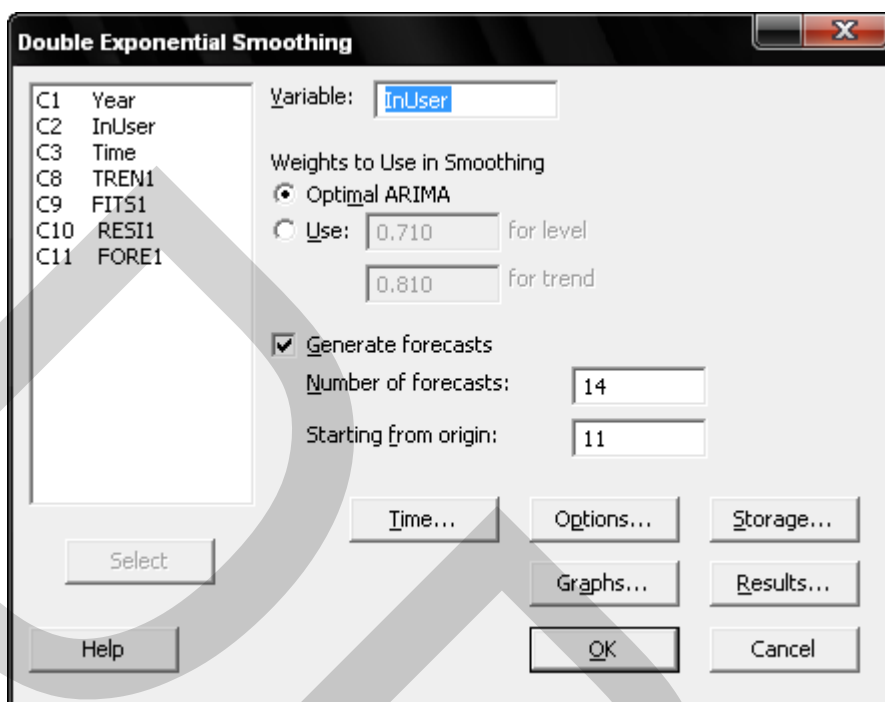 Double Exponential Smoothing
C1 Year
C2 InUser
C3 Time
C8 TREN1
C9 FITS1
C10 RESI1
C11 FORE1
Select
Help
Variable: InUser
Weights to Use in Smoothing
Optimal ARIMA
Use: 0.710 for level
0.810 for trend
Generate forecasts
Number of forecasts: 14
Starting from origin: 11
Time... Options... Storage...
Graphs... Results...
OK Cancel